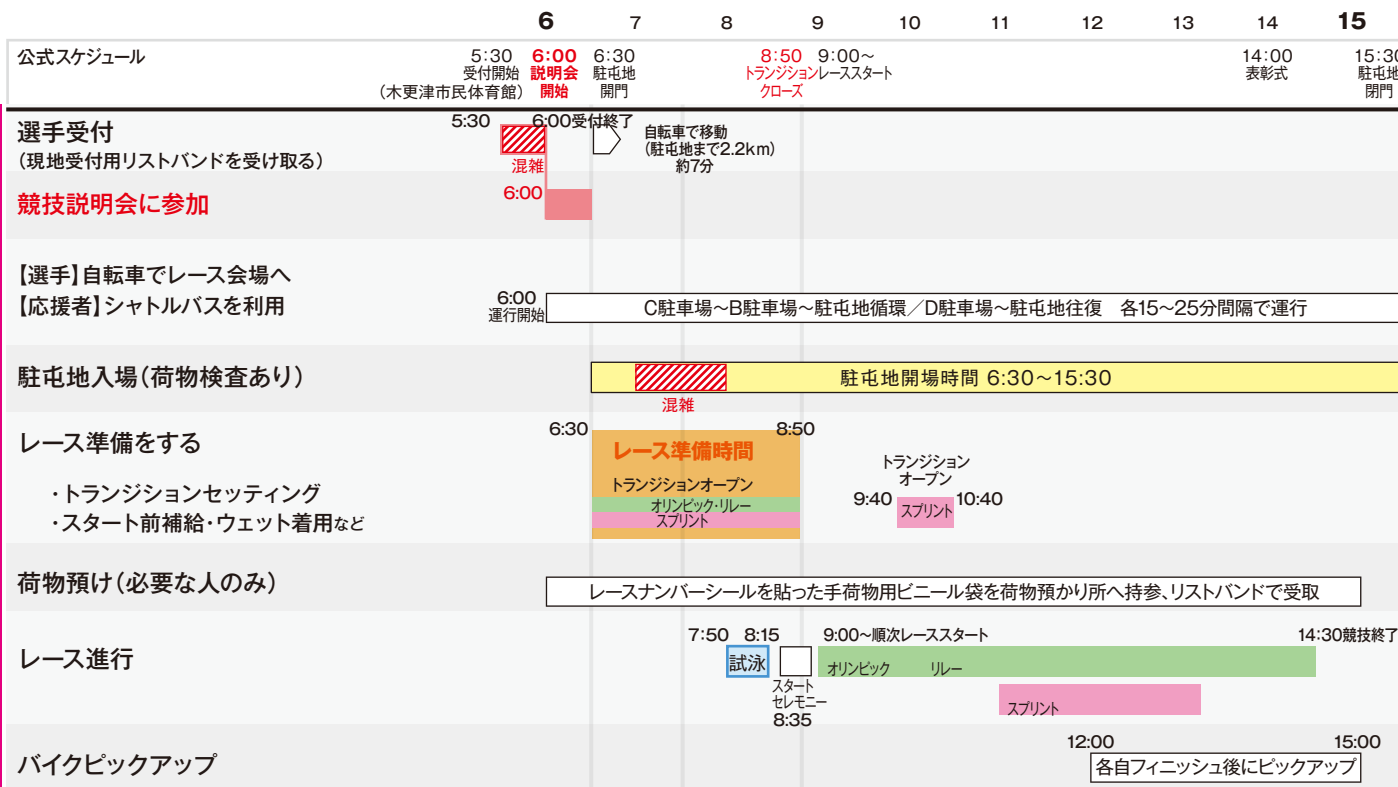 6 7 8 9 10 11 12 13 14 15
公式スケジュール
5:30 6:00 6:30 8:50 9:00〜 14:00 15:30
受付開始 説明会 駐屯地 トランジション レーススタート 表彰式 駐屯地
(木更津市民体育館) 開始 開門 クローズ 閉門
選手受付
(現地受付用リストバンドを受け取る)
5:30 6:00受付終了
混雑
自転車で移動
(駐屯地まで2.2km)
約7分
競技説明会に参加
6:00
【選手】自転車でレース会場へ
【応援者】シャトルバスを利用
6:00
運行開始
C駐車場〜B駐車場〜駐屯地循環/D駐車場〜駐屯地往復 各15〜25分間隔で運行
駐屯地入場(荷物検査あり)
駐屯地開場時間 6:30〜15:30
混雑
レース準備をする
・トランジションセッティング
・スタート前補給・ウェット着用など
6:30 8:50
レース準備時間
トランジションオープン
オリンピック・リレー
スプリント
トランジション
オープン
9:40 スプリント 10:40
荷物預け(必要な人のみ)
レースナンバーシールを貼った手荷物用ビニール袋を荷物預かり所へ持参、リストバンドで受取
レース進行
7:50 8:15 9:00〜順次レーススタート 14:30競技終了
試泳
オリンピック リレー
スタート
セレモニー
8:35
スプリント
バイクピックアップ
12:00 15:00
各自フィニッシュ後にピックアップ